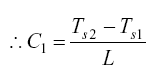 ∴ C₁ = (Tₛ₂ − Tₛ₁) / L